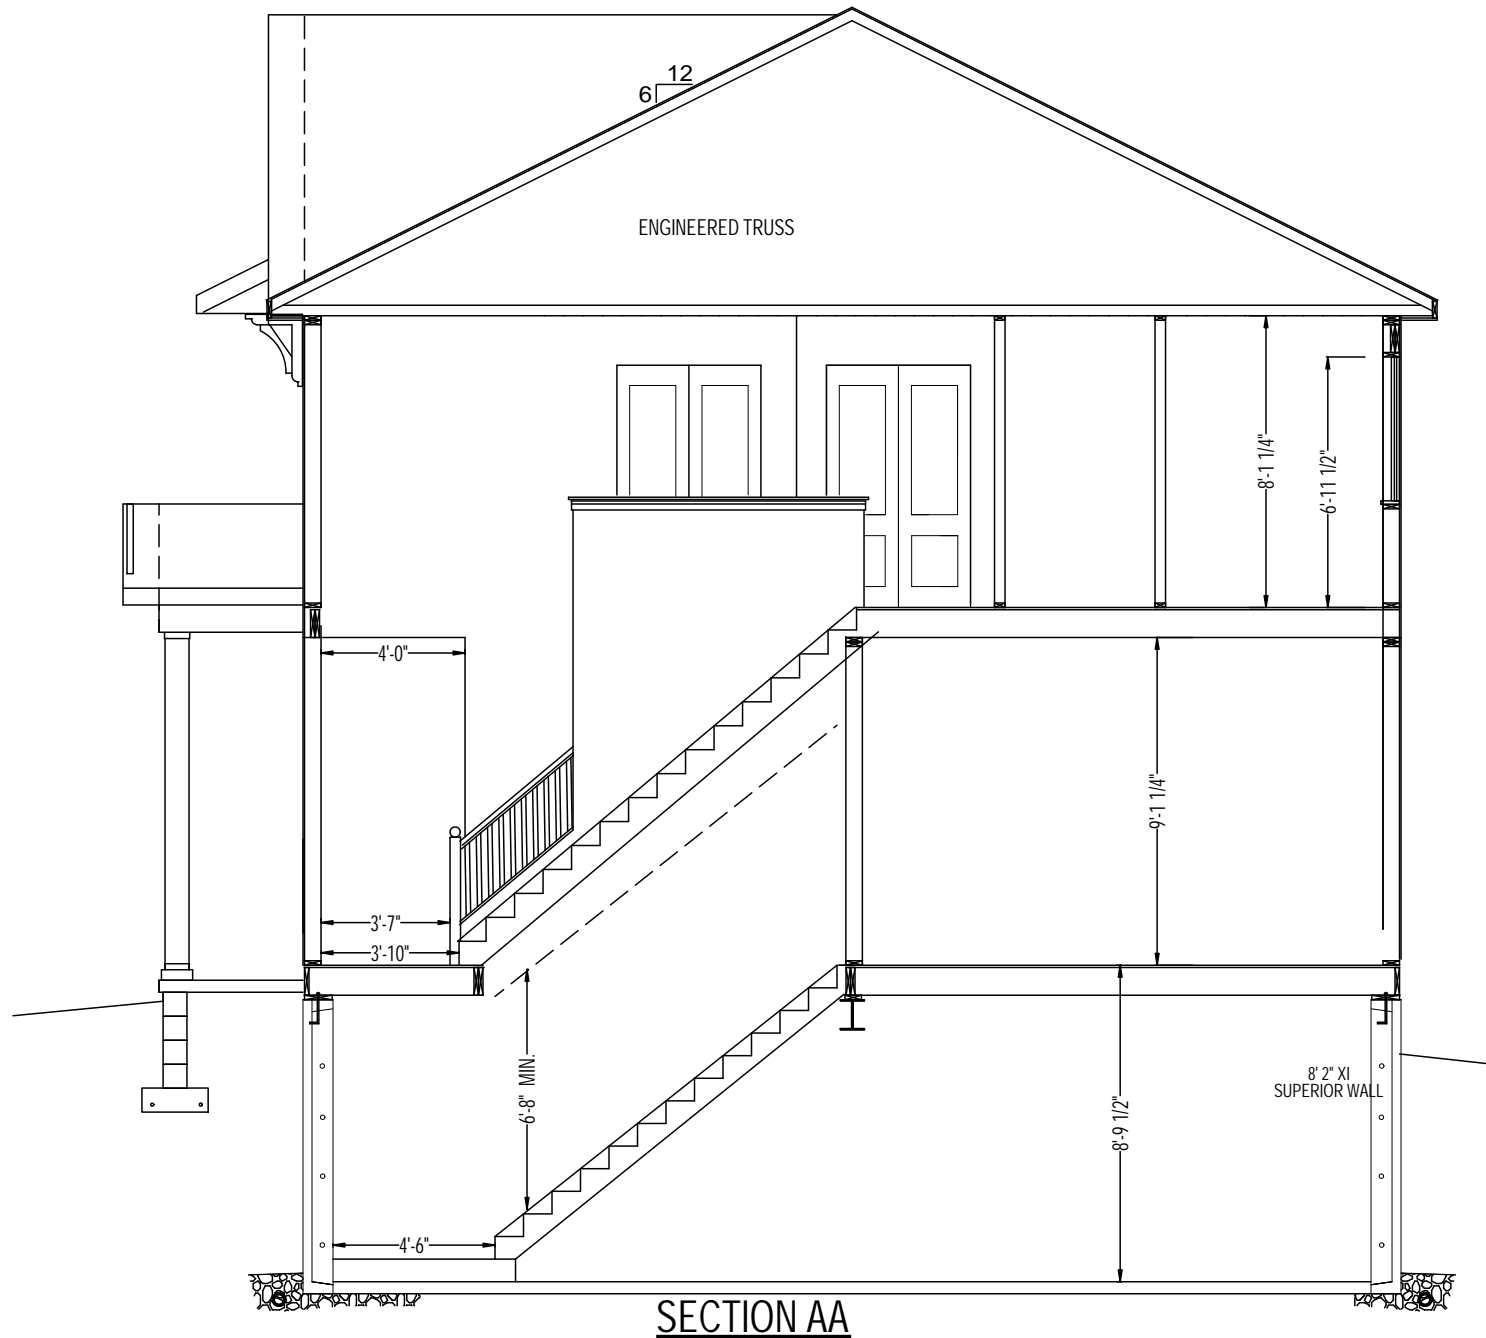 12
6
ENGINEERED TRUSS
8'-1 1/4"
6'-11 1/2"
4'-0"
9'-1 1/4"
3'-7"
3'-10"
6'-8" MIN.
8'-9 1/2"
8' 2" XI
SUPERIOR WALL
4'-6"
SECTION AA